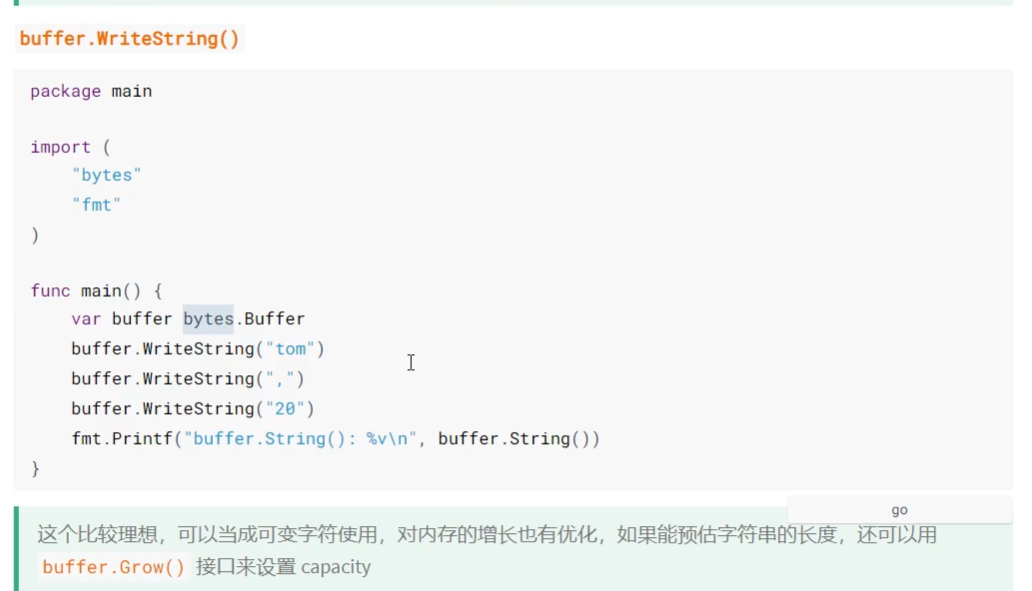 buffer.WriteString()
package main
import (
"bytes"
"fmt"
)
func main() {
var buffer bytes.Buffer
buffer.WriteString("tom")
buffer.WriteString(",")
buffer.WriteString("20")
fmt.Printf("buffer.String(): %v\n", buffer.String())
}
go
这个比较理想，可以当成可变字符使用，对内存的增长也有优化，如果能预估字符串的长度，还可以用
buffer.Grow() 接口来设置 capacity